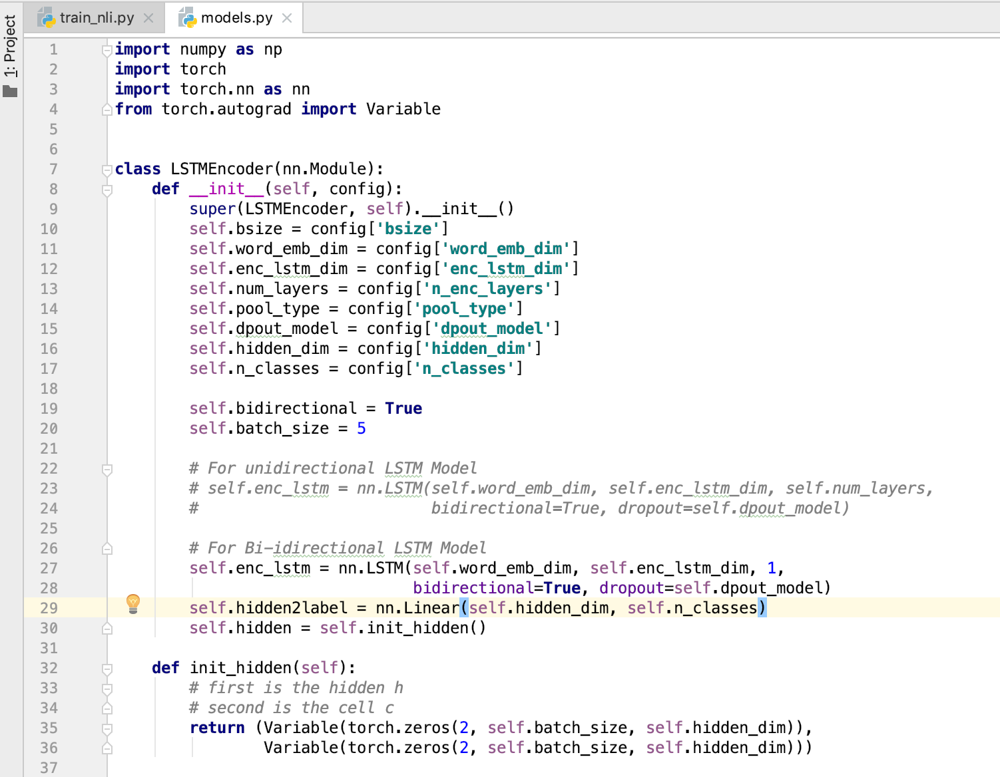 1: Project
train_nli.py
models.py
1 import numpy as np
2 import torch
3 import torch.nn as nn
4 from torch.autograd import Variable
5
6
7 class LSTMEncoder(nn.Module):
8     def __init__(self, config):
9         super(LSTMEncoder, self).__init__()
10         self.bsize = config['bsize']
11         self.word_emb_dim = config['word_emb_dim']
12         self.enc_lstm_dim = config['enc_lstm_dim']
13         self.num_layers = config['n_enc_layers']
14         self.pool_type = config['pool_type']
15         self.dpout_model = config['dpout_model']
16         self.hidden_dim = config['hidden_dim']
17         self.n_classes = config['n_classes']
18
19         self.bidirectional = True
20         self.batch_size = 5
21
22         # For unidirectional LSTM Model
23         # self.enc_lstm = nn.LSTM(self.word_emb_dim, self.enc_lstm_dim, self.num_layers,
24         #                         bidirectional=True, dropout=self.dpout_model)
25
26         # For Bi-idirectional LSTM Model
27         self.enc_lstm = nn.LSTM(self.word_emb_dim, self.enc_lstm_dim, 1,
28                                 bidirectional=True, dropout=self.dpout_model)
29         self.hidden2label = nn.Linear(self.hidden_dim, self.n_classes)
30         self.hidden = self.init_hidden()
31
32     def init_hidden(self):
33         # first is the hidden h
34         # second is the cell c
35         return (Variable(torch.zeros(2, self.batch_size, self.hidden_dim)),
36                 Variable(torch.zeros(2, self.batch_size, self.hidden_dim)))
37